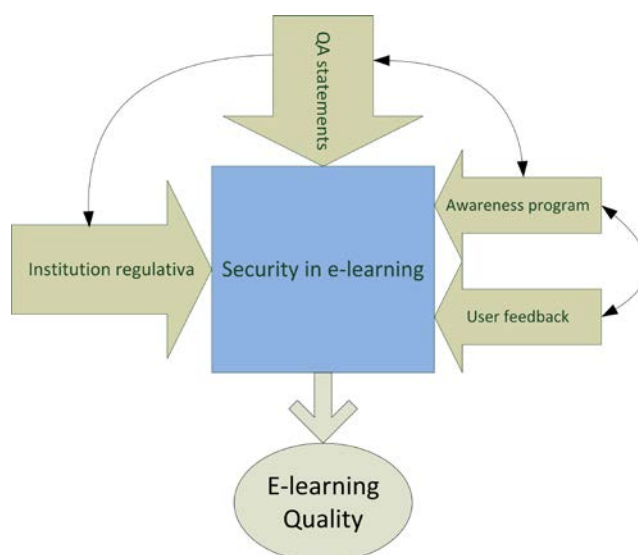 QA statements
Awareness program
Institution regulativa
Security in e-learning
User feedback
E-learning
Quality